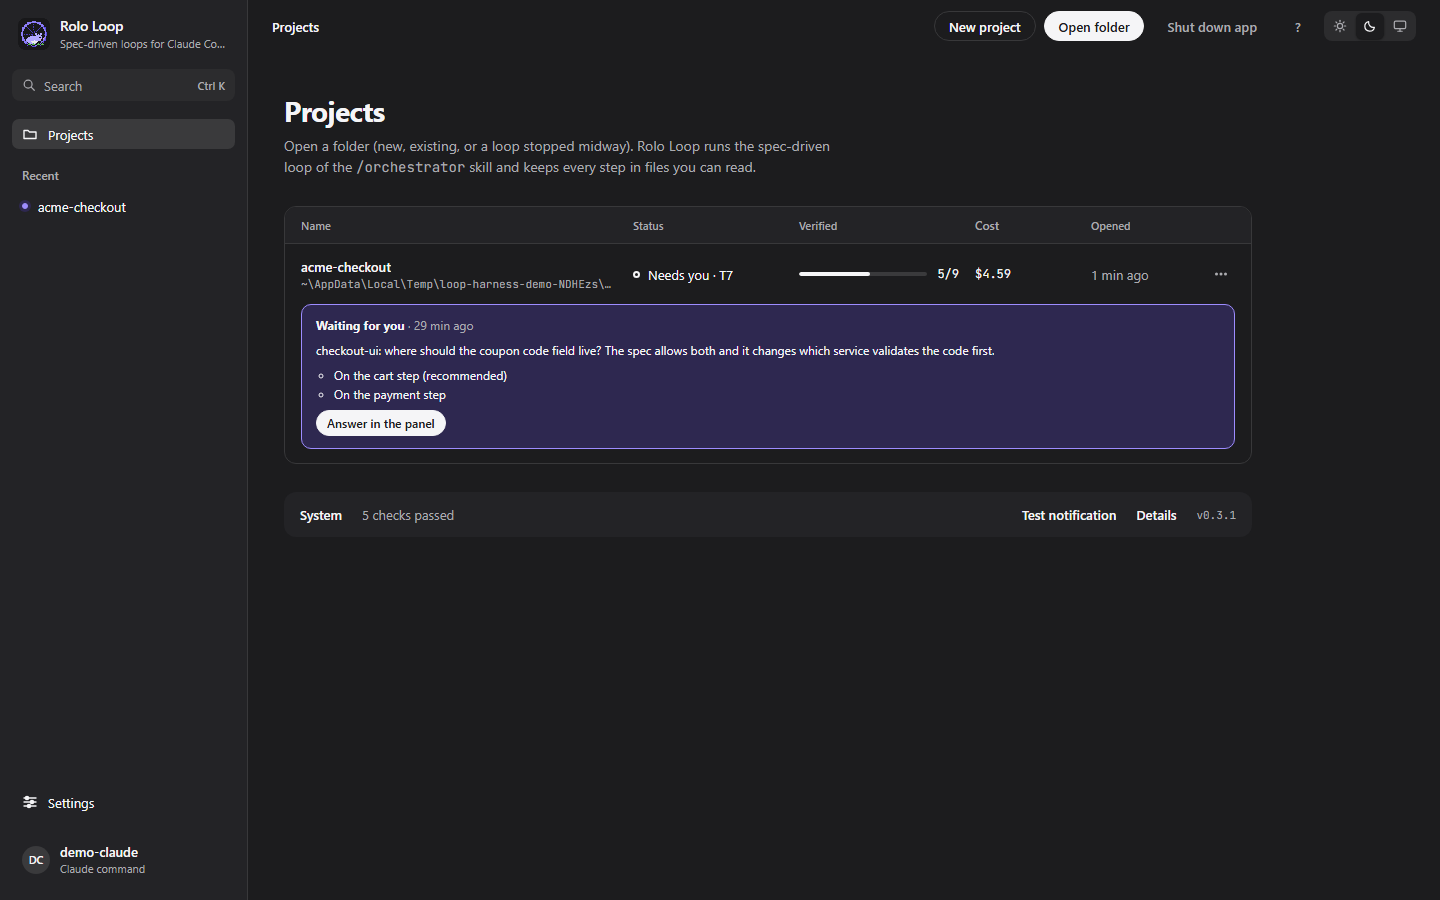 Rolo Loop
Spec-driven loops for Claude Co...
Search
Ctrl K
Projects
Recent
acme-checkout
Settings
DC
demo-claude
Claude command
Projects
New project
Open folder
Shut down app
?
Projects
Open a folder (new, existing, or a loop stopped midway). Rolo Loop runs the spec-driven
loop of the /orchestrator skill and keeps every step in files you can read.
Name
Status
Verified
Cost
Opened
acme-checkout
~\AppData\Local\Temp\loop-harness-demo-NDHEzs\...
Needs you · T7
5/9
$4.59
1 min ago
Waiting for you · 29 min ago
checkout-ui: where should the coupon code field live? The spec allows both and it changes which service validates the code first.
On the cart step (recommended)
On the payment step
Answer in the panel
System
5 checks passed
Test notification
Details
v0.3.1